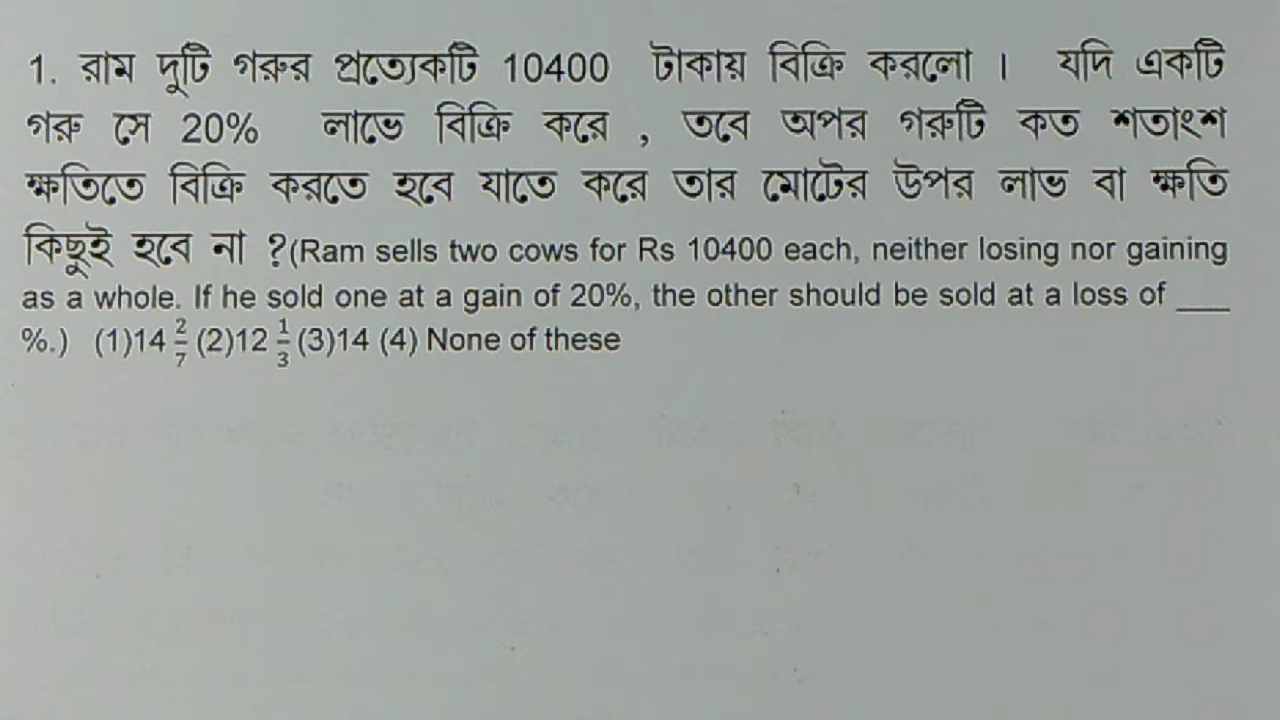 1. রাম দুটি গরুর প্রত্যেকটি 10400 টাকায় বিক্রি করলো । যদি একটি
গরু সে 20% লাভে বিক্রি করে , তবে অপর গরুটি কত শতাংশ
ক্ষতিতে বিক্রি করতে হবে যাতে করে তার মোটের উপর লাভ বা ক্ষতি
কিছুই হবে না ?(Ram sells two cows for Rs 10400 each, neither losing nor gaining
as a whole. If he sold one at a gain of 20%, the other should be sold at a loss of ___
%.) (1)14 2/7 (2)12 1/3 (3)14 (4) None of these